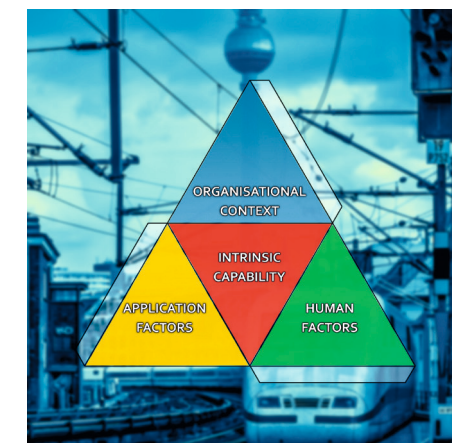 ORGANISATIONAL
CONTEXT
INTRINSIC
CAPABILITY
APPLICATION
FACTORS
HUMAN
FACTORS